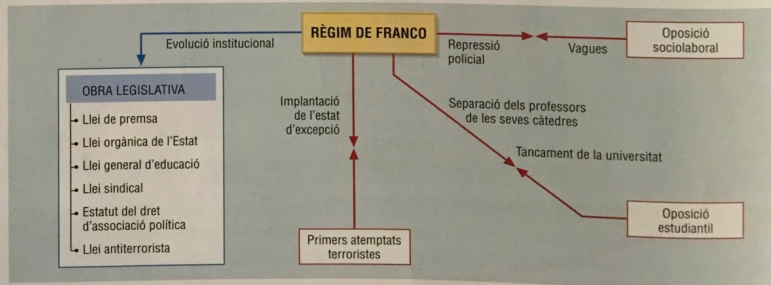 RÈGIM DE FRANCO
Evolució institucional
OBRA LEGISLATIVA
Llei de premsa
Llei orgànica de l'Estat
Llei general d'educació
Llei sindical
Estatut del dret
d'associació política
Llei antiterrorista
Implantació
de l'estat
d'excepció
Primers atemptats
terroristes
Repressió
policial
Vagues
Oposició
sociolaboral
Separació dels professors
de les seves càtedres
Tancament de la universitat
Oposició
estudiantil